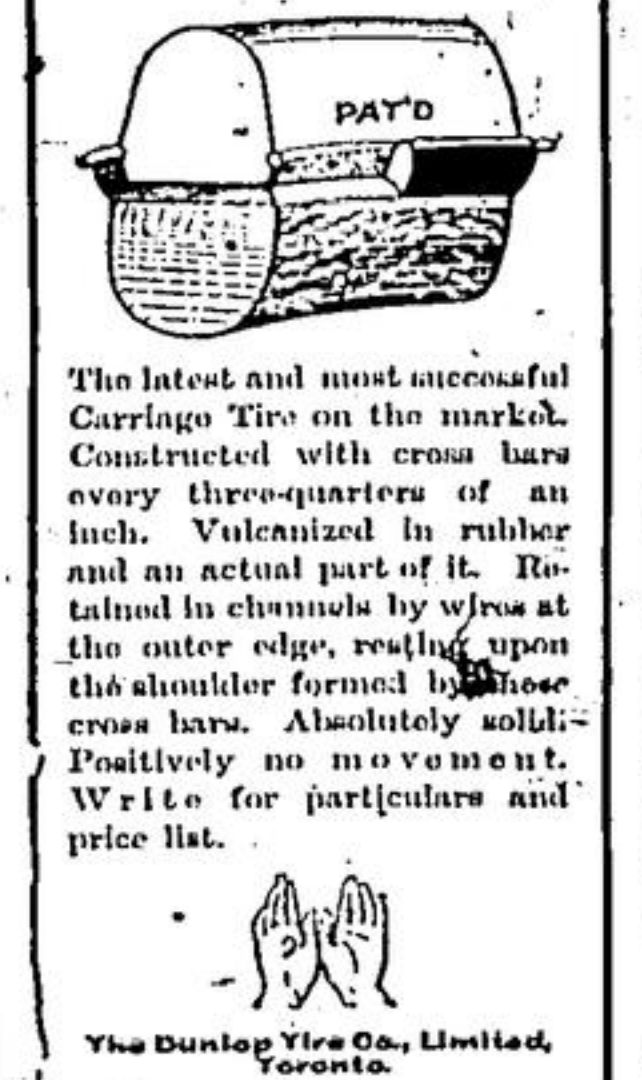 PAT'D
The latest and most successful
Carriage Tire on the market.
Constructed with cross bars
every three-quarters of an
inch. Vulcanized in rubber
and an actual part of it. Re-
tained in channels by wires at
the outer edge, resting upon
the shoulder formed by these
cross bars. Absolutely solid.
Positively no movement.
Write for particulars and
price list.
The Dunlop Tire Co., Limited,
Toronto.